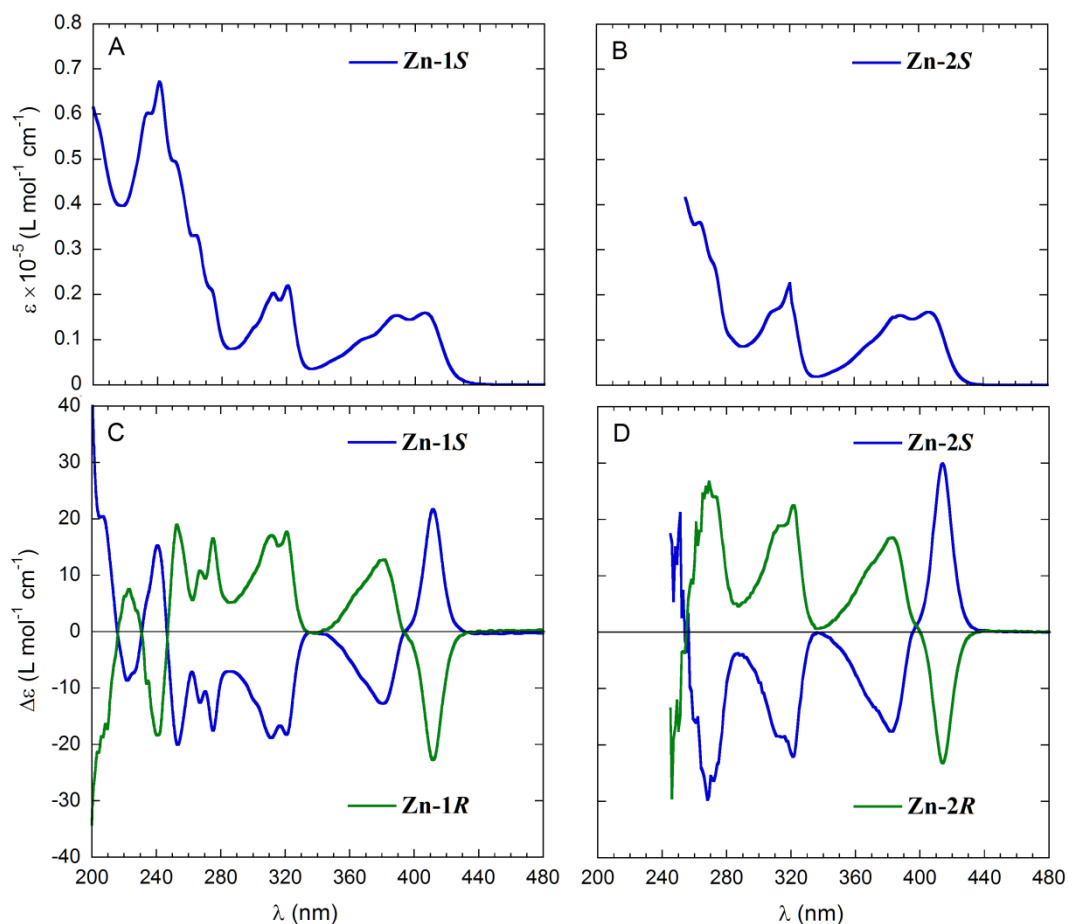 A
Zn-1S
B
Zn-2S
0.8
0.7
0.6
0.5
0.4
0.3
0.2
0.1
0
ε ×10⁻⁵ (L mol⁻¹ cm⁻¹)
C
Zn-1S
D
Zn-2S
40
30
20
10
0
-10
-20
-30
-40
Δε (L mol⁻¹ cm⁻¹)
Zn-1R
Zn-2R
200 240 280 320 360 400 440 480
200 240 280 320 360 400 440 480
λ (nm)
λ (nm)